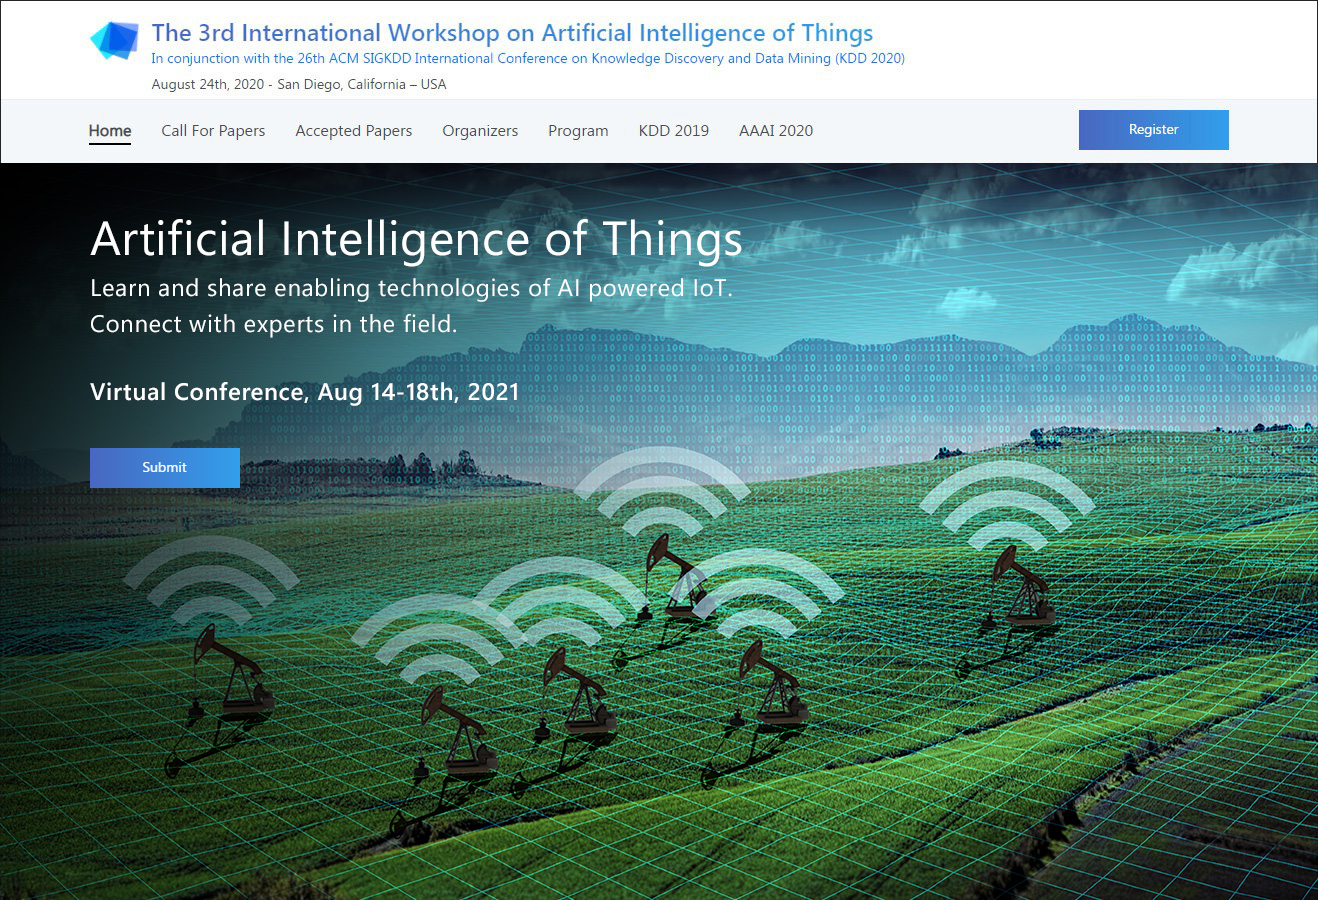 The 3rd International Workshop on Artificial Intelligence of Things
In conjunction with the 26th ACM SIGKDD International Conference on Knowledge Discovery and Data Mining (KDD 2020)
August 24th, 2020 - San Diego, California – USA
Home Call For Papers Accepted Papers Organizers Program KDD 2019 AAAI 2020 Register
Artificial Intelligence of Things
Learn and share enabling technologies of AI powered IoT.
Connect with experts in the field.
Virtual Conference, Aug 14-18th, 2021
Submit